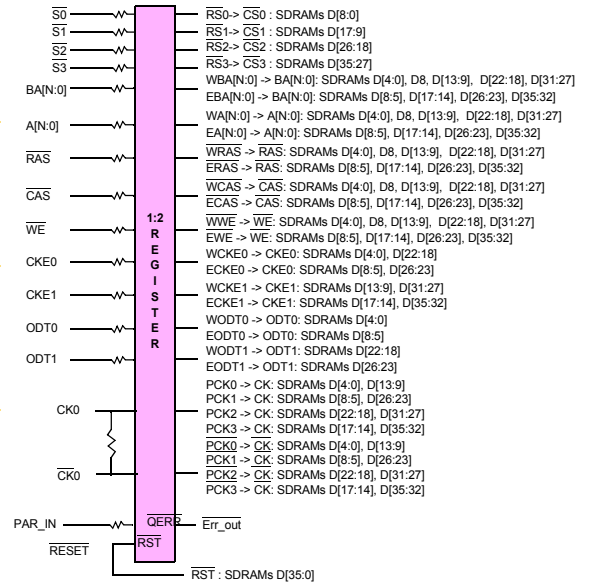 S0
RS0-> CS0 : SDRAMs D[8:0]
S1
RS1-> CS1 : SDRAMs D[17:9]
S2
RS2-> CS2 : SDRAMs D[26:18]
S3
RS3-> CS3 : SDRAMs D[35:27]
BA[N:0]
WBA[N:0] -> BA[N:0]: SDRAMs D[4:0], D8, D[13:9], D[22:18], D[31:27]
EBA[N:0] -> BA[N:0]: SDRAMs D[8:5], D[17:14], D[26:23], D[35:32]
A[N:0]
WA[N:0] -> A[N:0]: SDRAMs D[4:0], D8, D[13:9], D[22:18], D[31:27]
EA[N:0] -> A[N:0]: SDRAMs D[8:5], D[17:14], D[26:23], D[35:32]
RAS
WRAS -> RAS: SDRAMs D[4:0], D8, D[13:9], D[22:18], D[31:27]
ERAS -> RAS: SDRAMs D[8:5], D[17:14], D[26:23], D[35:32]
CAS
WCAS -> CAS: SDRAMs D[4:0], D8, D[13:9], D[22:18], D[31:27]
ECAS -> CAS: SDRAMs D[8:5], D[17:14], D[26:23], D[35:32]
WE
WWE -> WE: SDRAMs D[4:0], D8, D[13:9], D[22:18], D[31:27]
EWE -> WE: SDRAMs D[8:5], D[17:14], D[26:23], D[35:32]
CKE0
WCKE0 -> CKE0: SDRAMs D[4:0], D[22:18]
ECKE0 -> CKE0: SDRAMs D[8:5], D[26:23]
CKE1
WCKE1 -> CKE1: SDRAMs D[13:9], D[31:27]
ECKE1 -> CKE1: SDRAMs D[17:14], D[35:32]
ODT0
WODT0 -> ODT0: SDRAMs D[4:0]
EODT0 -> ODT0: SDRAMs D[8:5]
ODT1
WODT1 -> ODT1: SDRAMs D[22:18]
EODT1 -> ODT1: SDRAMs D[26:23]
1:2
R
E
G
I
S
T
E
R
CK0
PCK0 -> CK: SDRAMs D[4:0], D[13:9]
PCK1 -> CK: SDRAMs D[8:5], D[26:23]
PCK2 -> CK: SDRAMs D[22:18], D[31:27]
PCK3 -> CK: SDRAMs D[17:14], D[35:32]
CK0
PCK0 -> CK: SDRAMs D[4:0], D[13:9]
PCK1 -> CK: SDRAMs D[8:5], D[26:23]
PCK2 -> CK: SDRAMs D[22:18], D[31:27]
PCK3 -> CK: SDRAMs D[17:14], D[35:32]
PAR_IN
QERR
Err_out
RESET
RST
RST : SDRAMs D[35:0]